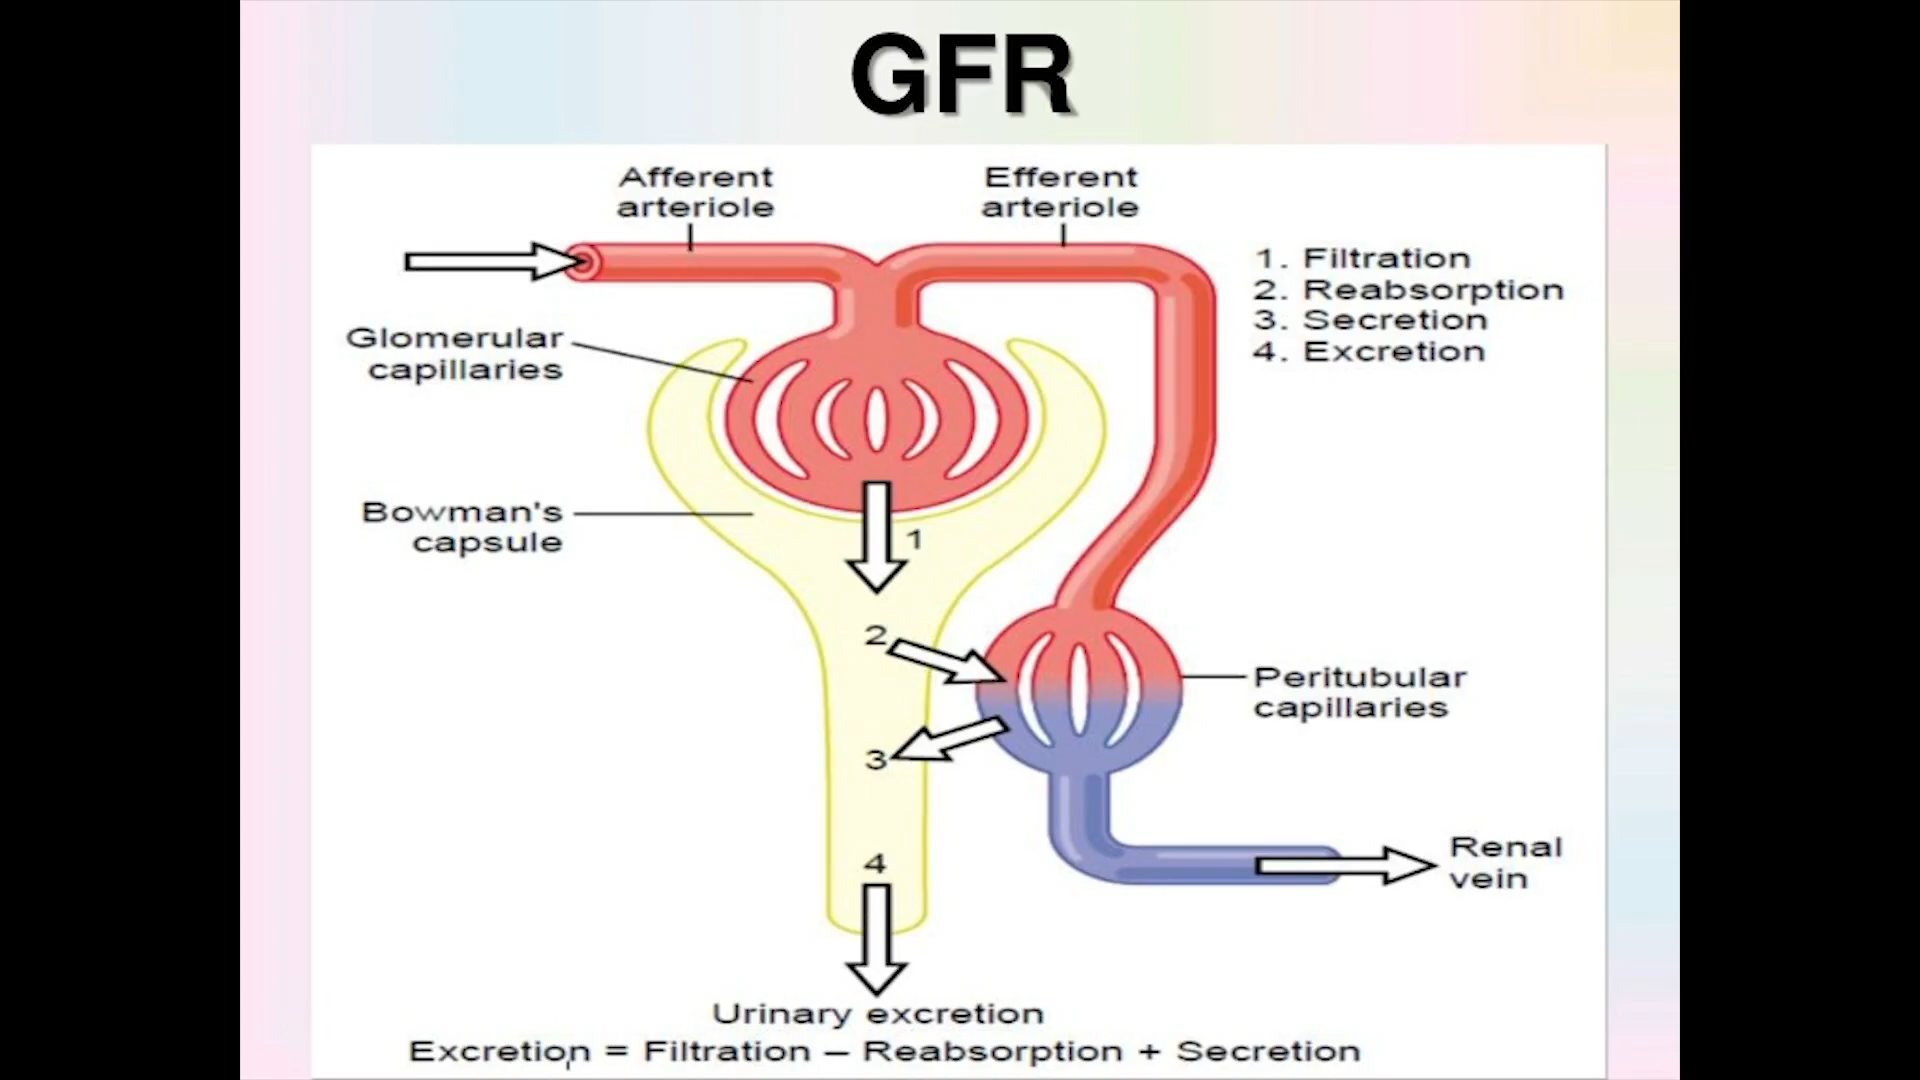 GFR
Afferent
arteriole
Efferent
arteriole
1. Filtration
2. Reabsorption
3. Secretion
4. Excretion
Glomerular
capillaries
Bowman's
capsule
1
2
3
4
Peritubular
capillaries
Renal
vein
Urinary excretion
Excretion = Filtration – Reabsorption + Secretion